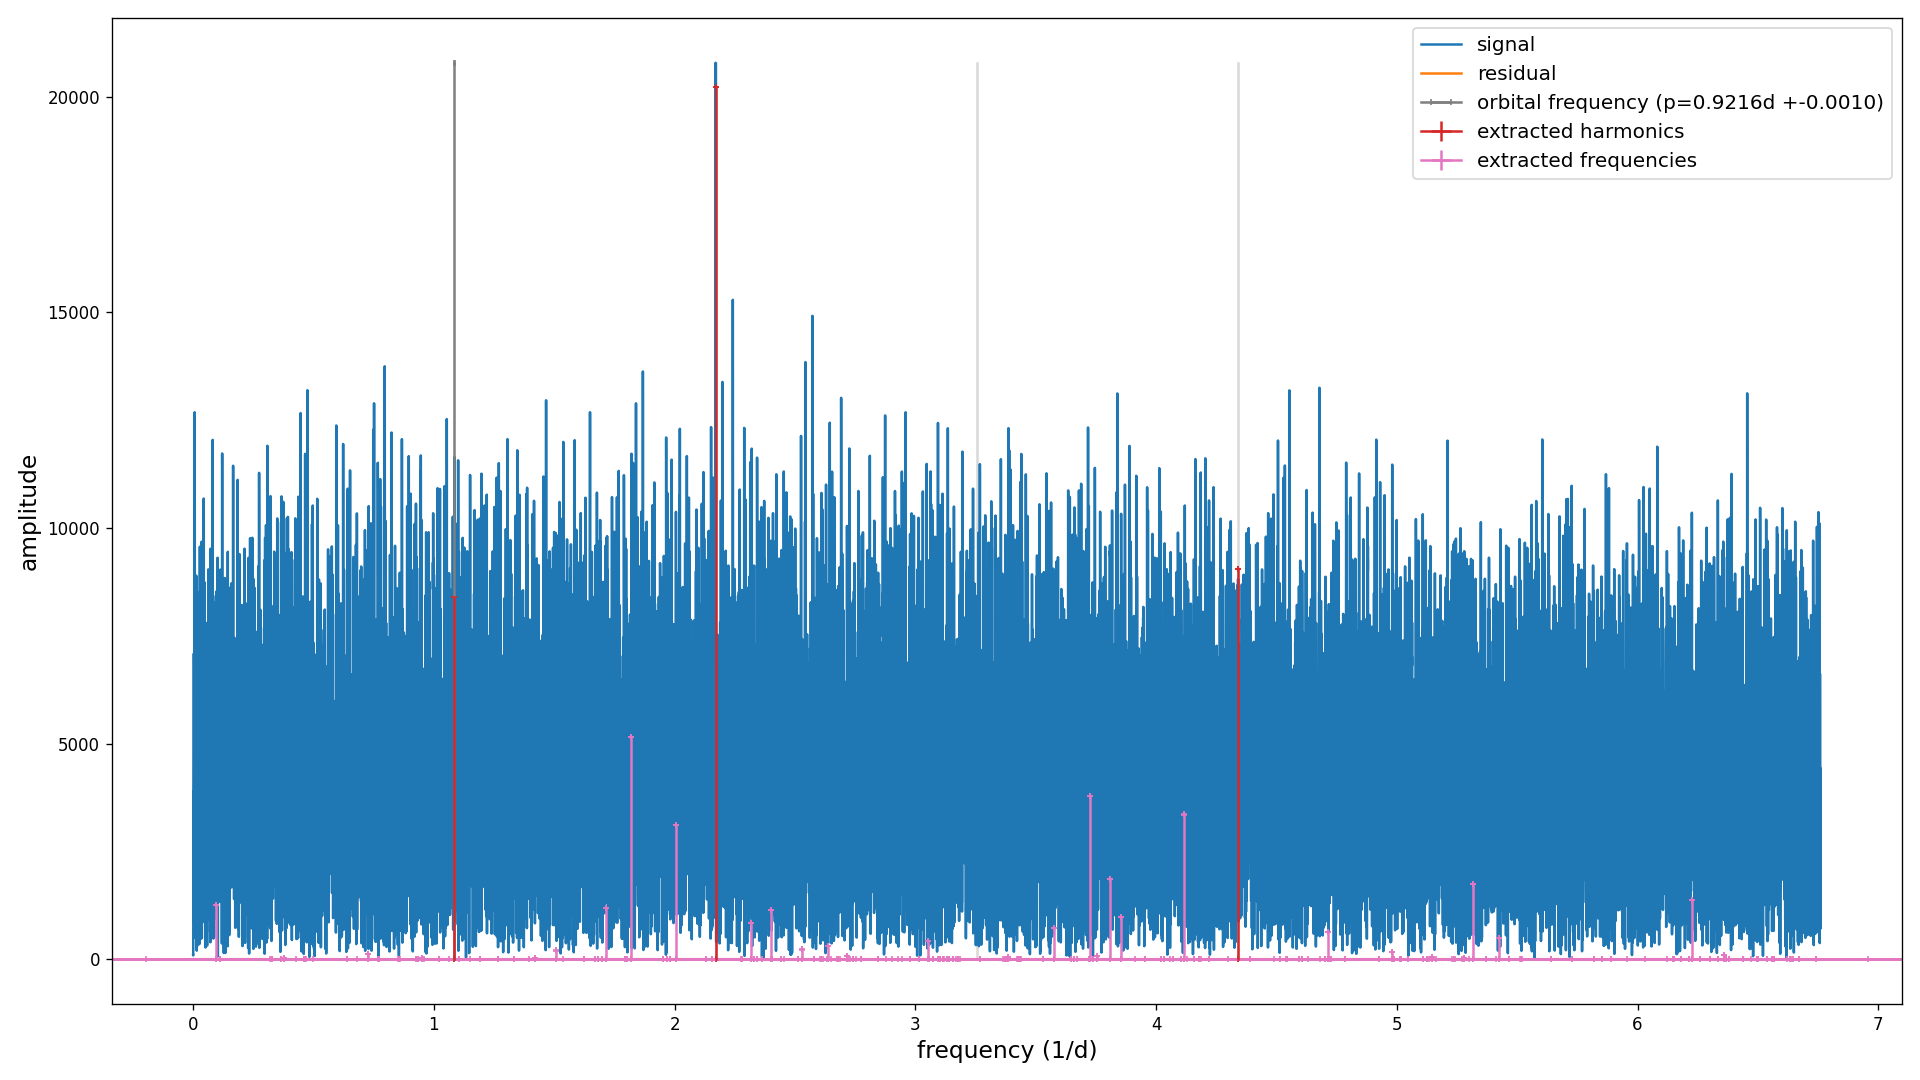 signal
residual
orbital frequency (p=0.9216d +-0.0010)
extracted harmonics
extracted frequencies
amplitude
20000
15000
10000
5000
0
0 1 2 3 4 5 6 7
frequency (1/d)